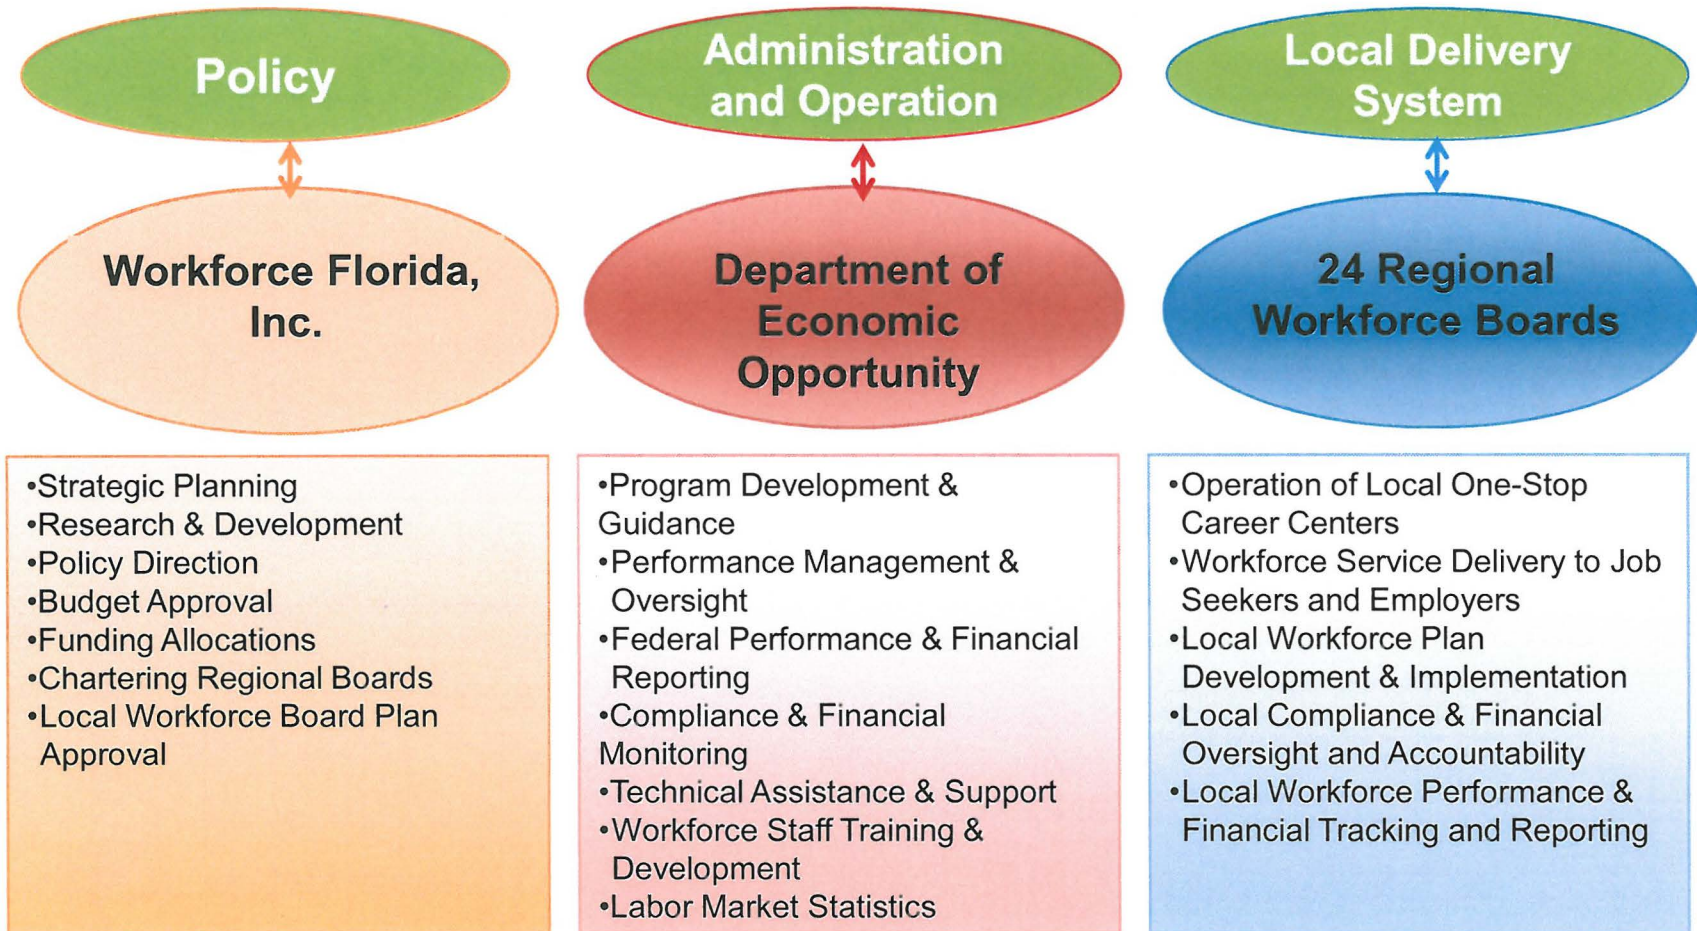 Policy
Workforce Florida,
Inc.
•Strategic Planning
•Research & Development
•Policy Direction
•Budget Approval
•Funding Allocations
•Chartering Regional Boards
•Local Workforce Board Plan
Approval
Administration
and Operation
Department of
Economic
Opportunity
•Program Development &
Guidance
•Performance Management &
Oversight
•Federal Performance & Financial
Reporting
•Compliance & Financial
Monitoring
•Technical Assistance & Support
•Workforce Staff Training &
Development
•Labor Market Statistics
Local Delivery
System
24 Regional
Workforce Boards
•Operation of Local One-Stop
Career Centers
•Workforce Service Delivery to Job
Seekers and Employers
•Local Workforce Plan
Development & Implementation
•Local Compliance & Financial
Oversight and Accountability
•Local Workforce Performance &
Financial Tracking and Reporting